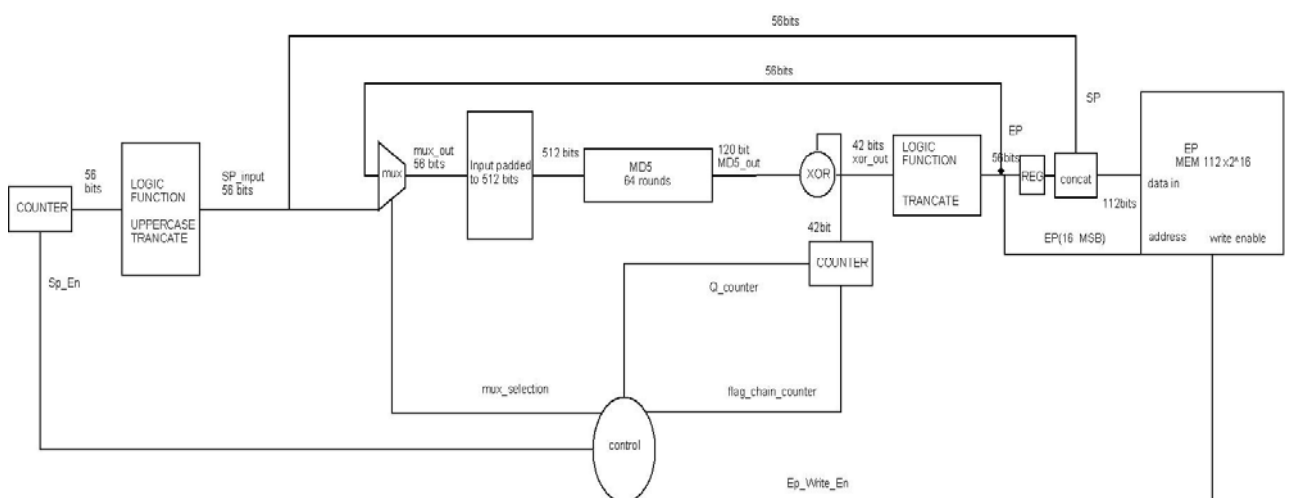 56bits
56bits
SP
EP
EP
MEM 112 x2^16
56
bits
LOGIC
FUNCTION
UPPERCASE
TRANCATE
SP_input
56 bits
mux_out
56 bits
mux
Input padded
to 512 bits
512 bits
MD5
64 rounds
120 bit
MD5_out
XOR
42 bits
xor_out
LOGIC
FUNCTION
TRANCATE
56bits
REG
concat
data in
112bits
COUNTER
42bit
COUNTER
EP(16 MSB)
address
write enable
Sp_En
Q_counter
mux_selection
flag_chain_counter
control
Ep_Write_En